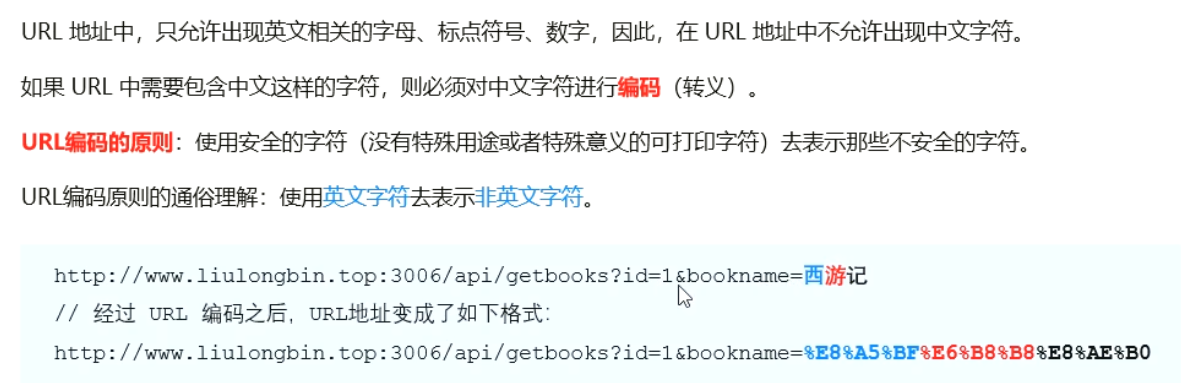 URL 地址中，只允许出现英文相关的字母、标点符号、数字，因此，在 URL 地址中不允许出现中文字符。
如果 URL 中需要包含中文这样的字符，则必须对中文字符进行编码（转义）。
URL编码的原则：使用安全的字符（没有特殊用途或者特殊意义的可打印字符）去表示那些不安全的字符。
URL编码原则的通俗理解：使用英文字符去表示非英文字符。
http://www.liulongbin.top:3006/api/getbooks?id=1&bookname=西游记
// 经过 URL 编码之后，URL地址变成了如下格式：
http://www.liulongbin.top:3006/api/getbooks?id=1&bookname=%E8%A5%BF%E6%B8%B8%E8%AE%B0